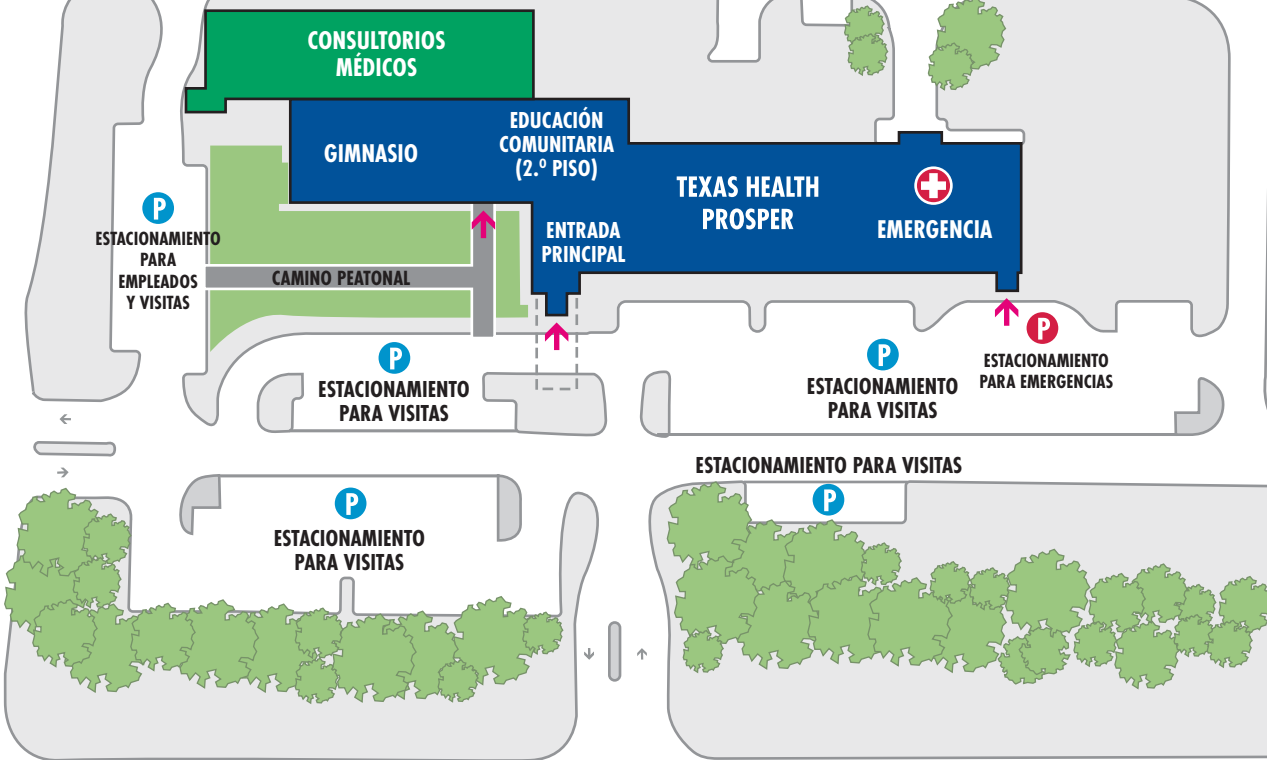 CONSULTORIOS
MÉDICOS
EDUCACIÓN
COMUNITARIA
(2.º PISO)
GIMNASIO
TEXAS HEALTH
PROSPER
EMERGENCIA
ENTRADA
PRINCIPAL
P
ESTACIONAMIENTO
PARA
EMPLEADOS
Y VISITAS
CAMINO PEATONAL
P
ESTACIONAMIENTO
PARA VISITAS
P
ESTACIONAMIENTO
PARA VISITAS
P
ESTACIONAMIENTO
PARA EMERGENCIAS
ESTACIONAMIENTO PARA VISITAS
P
P
ESTACIONAMIENTO
PARA VISITAS